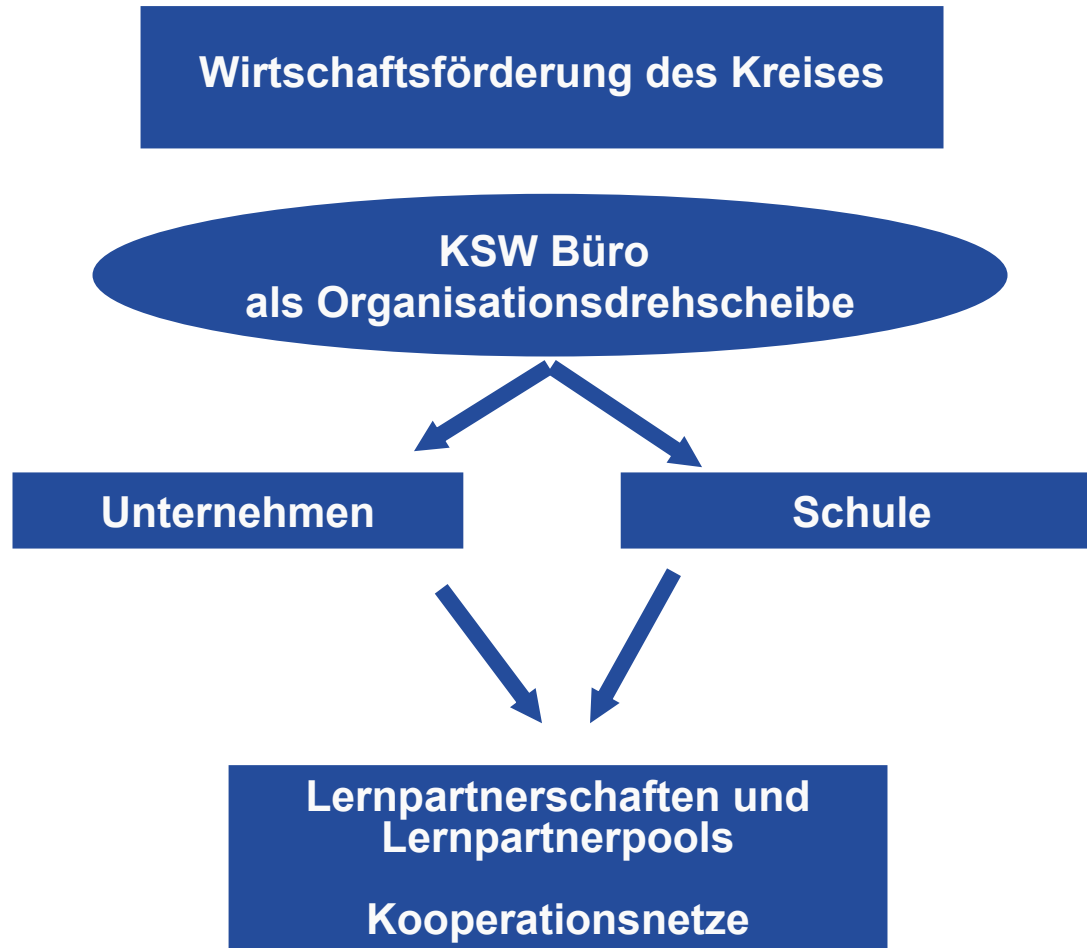 Wirtschaftsförderung des Kreises
KSW Büro
als Organisationsdrehscheibe
Unternehmen
Schule
Lernpartnerschaften und
Lernpartnerpools
Kooperationsnetze